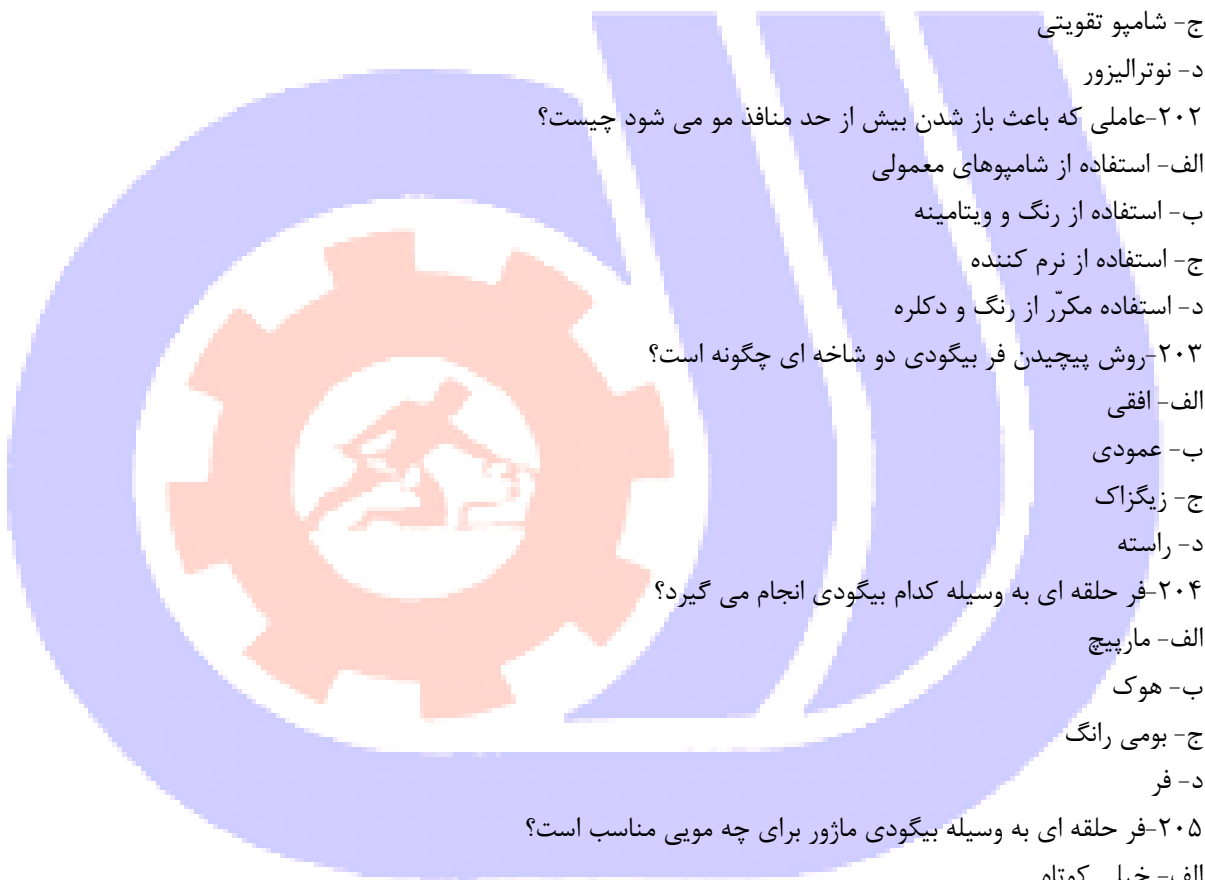 ج- شامپو تقویتی
د- نوترالیزور
۲۰۲-عاملی که باعث باز شدن بیش از حد منافذ مو می شود چیست؟
الف- استفاده از شامپوهای معمولی
ب- استفاده از رنگ و ویتامینه
ج- استفاده از نرم کننده
د- استفاده مکرّر از رنگ و دکلره
۲۰۳-روش پیچیدن فر بیگودی دو شاخه ای چگونه است؟
الف- افقی
ب- عمودی
ج- زیگزاک
د- راسته
۲۰۴-فر حلقه ای به وسیله کدام بیگودی انجام می گیرد؟
الف- مارپیچ
ب- هوک
ج- بومی رانگ
د- فر
۲۰۵-فر حلقه ای به وسیله بیگودی ماژور برای چه مویی مناسب است؟
الف- خیلی کوتاه